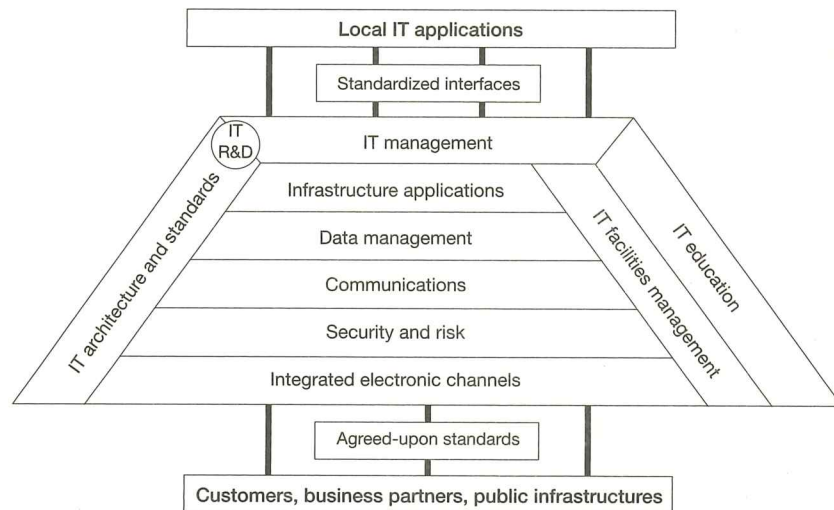 Local IT applications
Standardized interfaces
IT
R&D
IT management
IT architecture and standards
Infrastructure applications
Data management
Communications
Security and risk
Integrated electronic channels
IT facilities management
IT education
Agreed-upon standards
Customers, business partners, public infrastructures